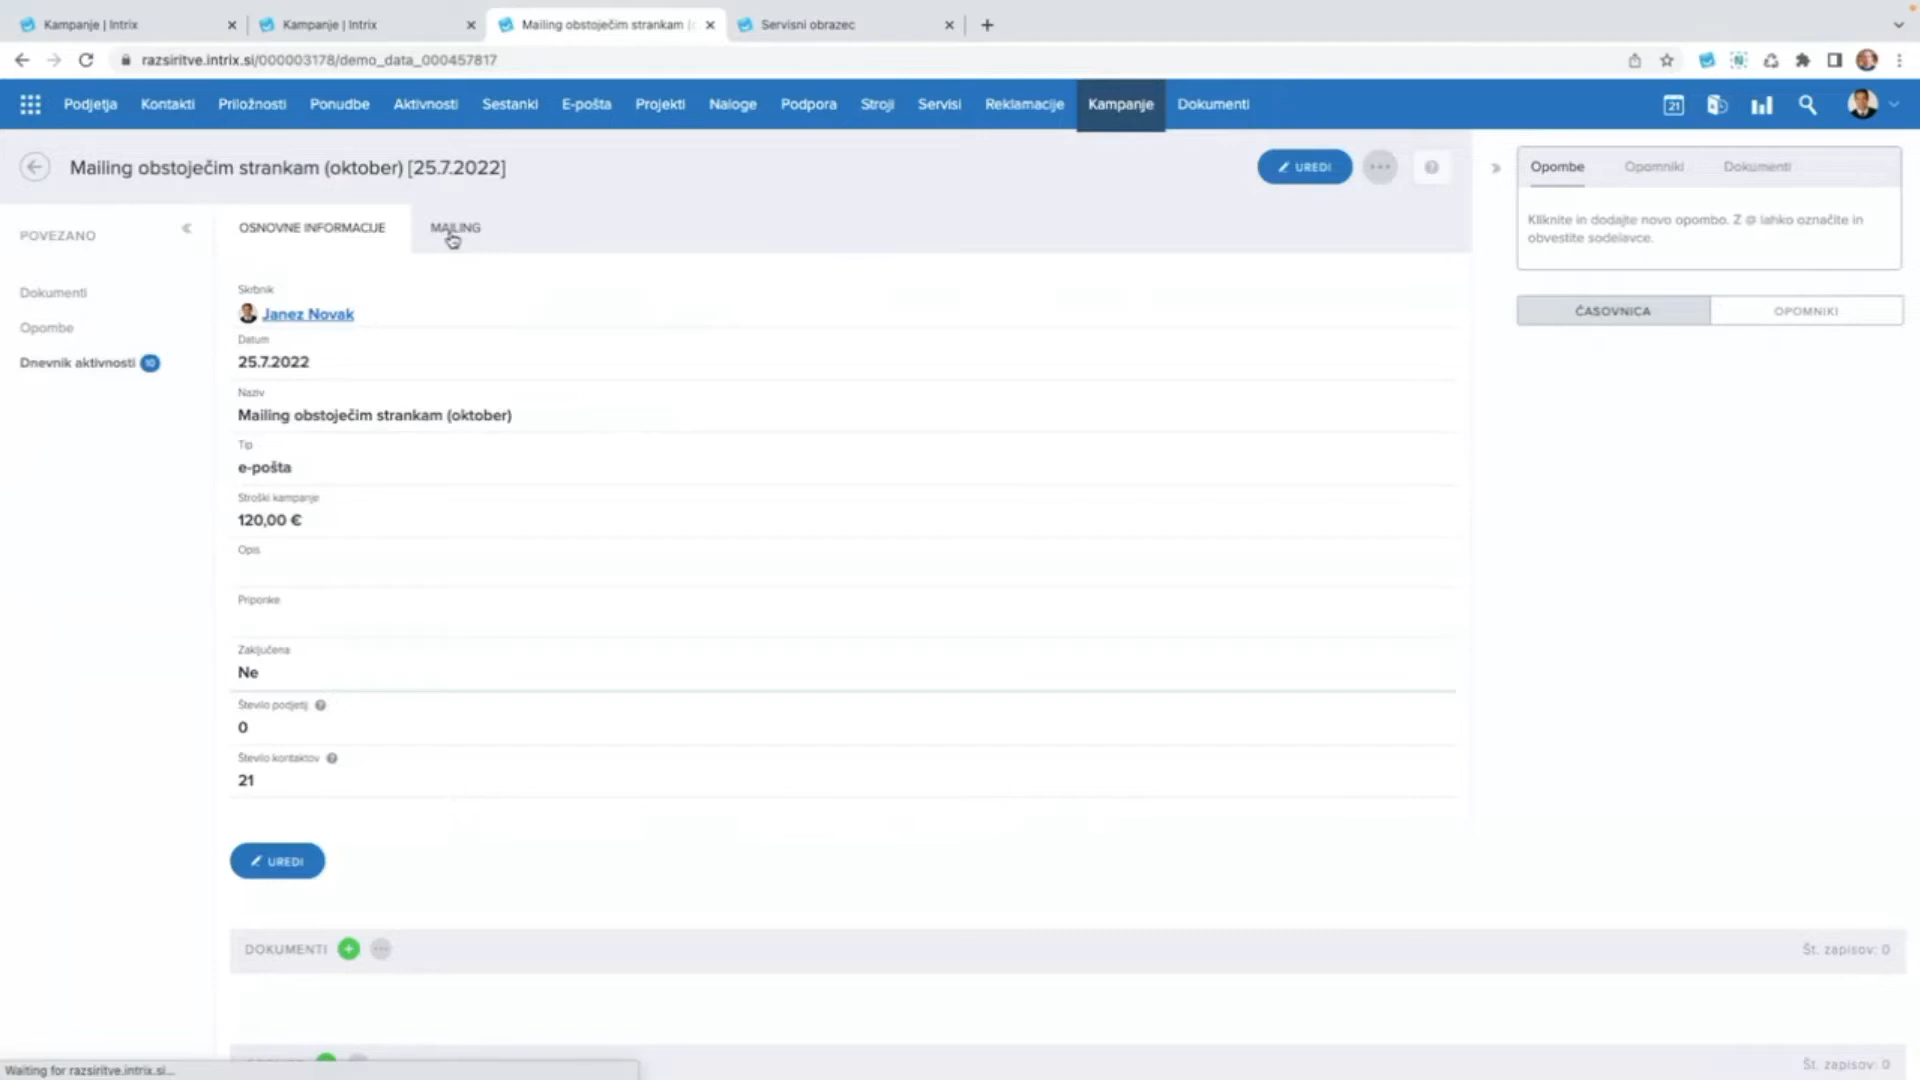 Kampanje | Intrix
Kampanje | Intrix
Mailing obstoječim strankam (
Servisni obrazec
razsiritve.intrix.si/000003178/demo_data_000457817
Podjetja
Kontakti
Priložnosti
Ponudbe
Aktivnosti
Sestanki
E-pošta
Projekti
Naloge
Podpora
Stroji
Servisi
Reklamacije
Kampanje
Dokumenti
21
Mailing obstoječim strankam (oktober) [25.7.2022]
UREDI
POVEZANO
Dokumenti
Opombe
Dnevnik aktivnosti 10
OSNOVNE INFORMACIJE
MAILING
Skrbnik
Janez Novak
Datum
25.7.2022
Naziv
Mailing obstoječim strankam (oktober)
Tip
e-pošta
Stroški kampanje
120,00 €
Opis
Priponke
Zaključena
Ne
Število podjetij
0
Število kontaktov
21
UREDI
DOKUMENTI
Št. zapisov: 0
Št. zapisov: 0
Opombe
Opomniki
Dokumenti
Kliknite in dodajte novo opombo. Z @ lahko označite in
obvestite sodelavce.
ČASOVNICA
OPOMNIKI
Waiting for razsiritve.intrix.si...